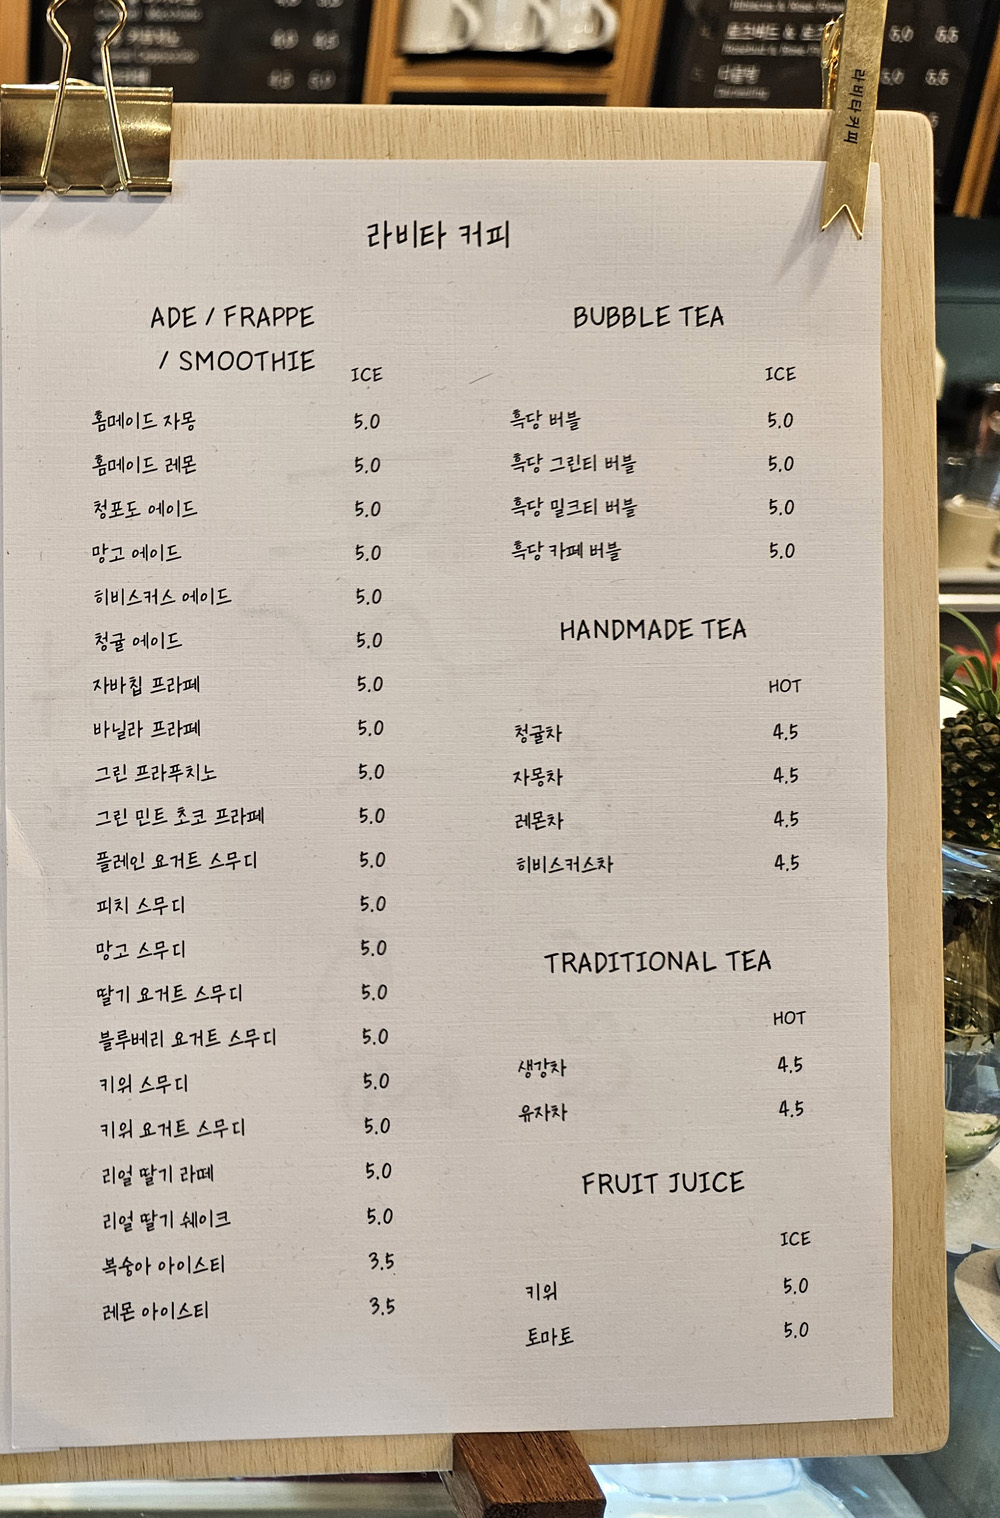 라비타커피
라비타 커피
ADE / FRAPPE
/ SMOOTHIE
ICE
홈메이드 자몽 5.0
홈메이드 레몬 5.0
청포도 에이드 5.0
망고 에이드 5.0
히비스커스 에이드 5.0
청귤 에이드 5.0
자바칩 프라페 5.0
바닐라 프라페 5.0
그린 프라푸치노 5.0
그린 민트 초코 프라페 5.0
플레인 요거트 스무디 5.0
피치 스무디 5.0
망고 스무디 5.0
딸기 요거트 스무디 5.0
블루베리 요거트 스무디 5.0
키위 스무디 5.0
키위 요거트 스무디 5.0
리얼 딸기 라떼 5.0
리얼 딸기 쉐이크 5.0
복숭아 아이스티 3.5
레몬 아이스티 3.5
BUBBLE TEA
ICE
흑당 버블 5.0
흑당 그린티 버블 5.0
흑당 밀크티 버블 5.0
흑당 카페 버블 5.0
HANDMADE TEA
HOT
청귤차 4.5
자몽차 4.5
레몬차 4.5
히비스커스차 4.5
TRADITIONAL TEA
HOT
생강차 4.5
유자차 4.5
FRUIT JUICE
ICE
키위 5.0
토마토 5.0